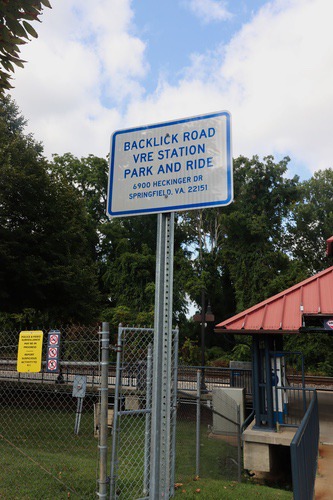 BACKLICK ROAD
VRE STATION
PARK AND RIDE
6900 HECKINGER DR
SPRINGFIELD, VA. 22151